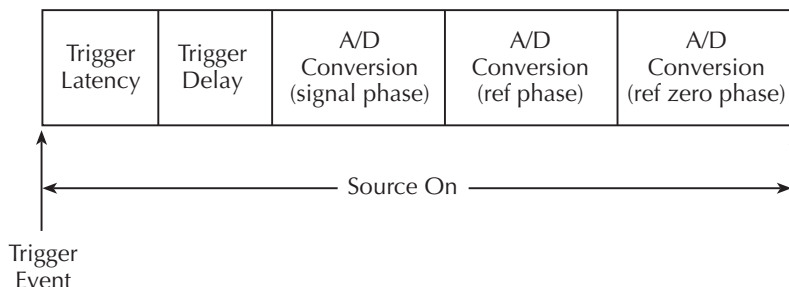 Trigger
Latency
Trigger
Delay
A/D
Conversion
(signal phase)
A/D
Conversion
(ref phase)
A/D
Conversion
(ref zero phase)
Source On
Trigger
Event